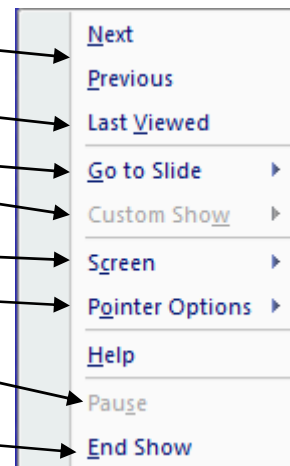 Next
Previous
Last Viewed
Go to Slide
Custom Show
Screen
Pointer Options
Help
Pause
End Show